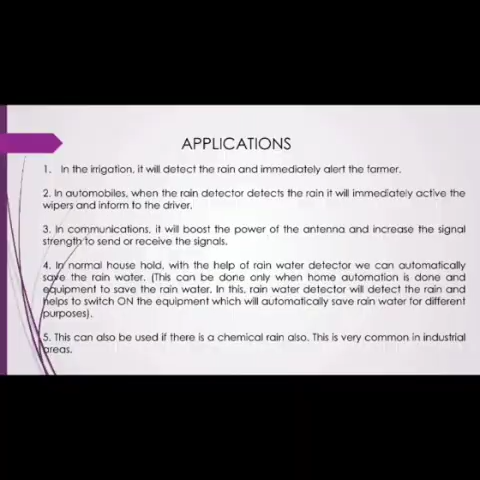 APPLICATIONS
1. In the irrigation, it will detect the rain and immediately alert the farmer.
2. In automobiles, when the rain detector detects the rain it will immediately active the
wipers and inform to the driver.
3. In communications, it will boost the power of the antenna and increase the signal
strength to send or receive the signals.
4. In normal house hold, with the help of rain water detector we can automatically
save the rain water. (This can be done only when home automation is done and
equipment to save the rain water. In this, rain water detector will detect the rain and
helps to switch ON the equipment which will automatically save rain water for different
purposes).
5. This can also be used if there is a chemical rain also. This is very common in industrial
areas.